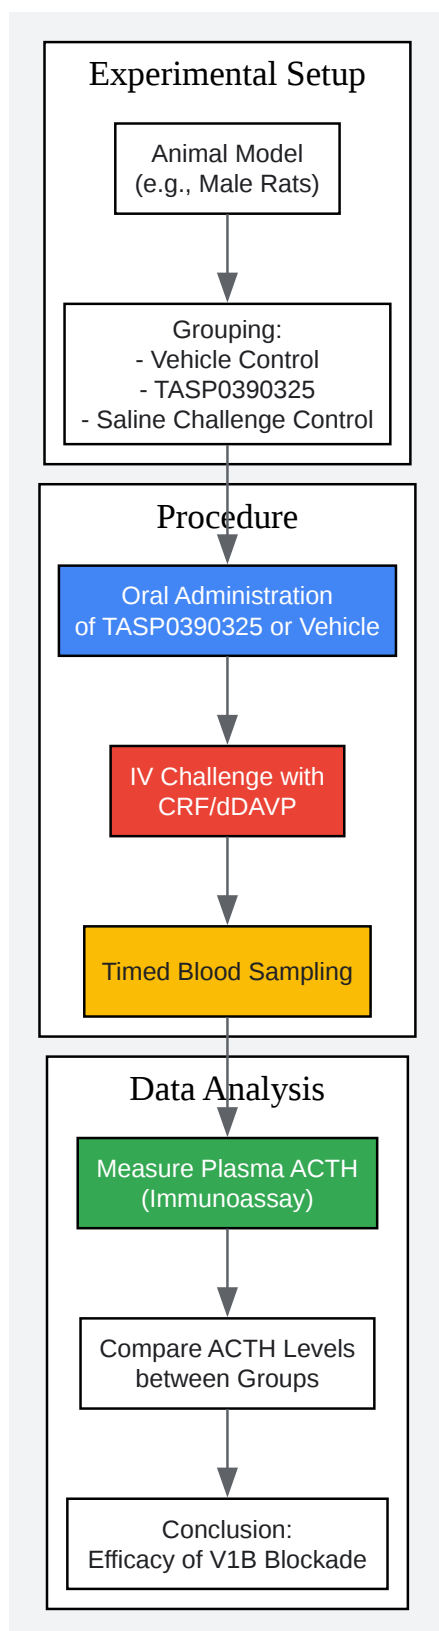 Experimental Setup
Animal Model
(e.g., Male Rats)
Grouping:
- Vehicle Control
- TASP0390325
- Saline Challenge Control
Procedure
Oral Administration
of TASP0390325 or Vehicle
IV Challenge with
CRF/dDAVP
Timed Blood Sampling
Data Analysis
Measure Plasma ACTH
(Immunoassay)
Compare ACTH Levels
between Groups
Conclusion:
Efficacy of V1B Blockade